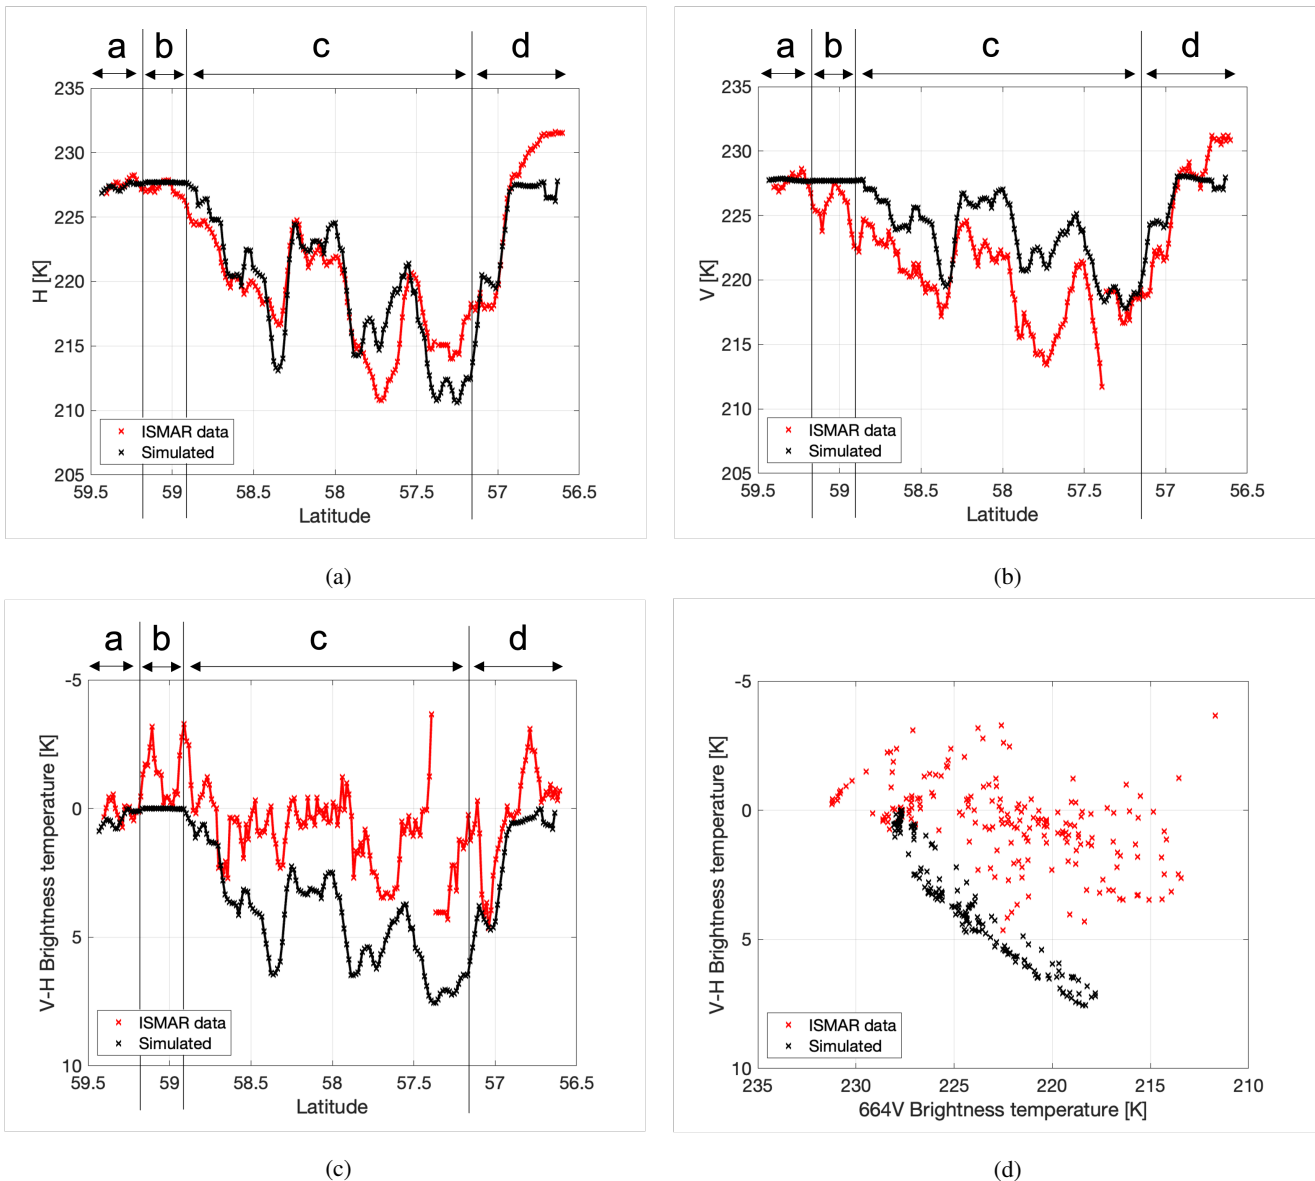 a b c d
235
230
225
220
215
210
205
H [K]
ISMAR data
Simulated
59.5 59 58.5 58 57.5 57 56.5
Latitude
(a)
a b c d
235
230
225
220
215
210
205
V [K]
ISMAR data
Simulated
59.5 59 58.5 58 57.5 57 56.5
Latitude
(b)
a b c d
-5
0
5
10
V-H Brightness temperature [K]
ISMAR data
Simulated
59.5 59 58.5 58 57.5 57 56.5
Latitude
(c)
-5
0
5
10
V-H Brightness temperature [K]
ISMAR data
Simulated
235 230 225 220 215 210
664V Brightness temperature [K]
(d)